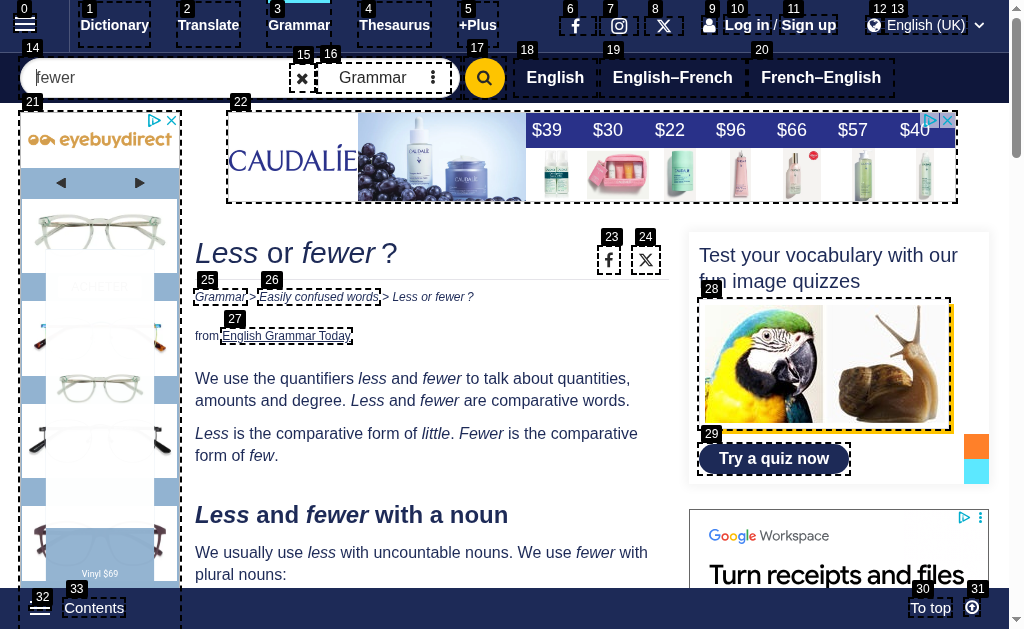 0 1 2 3 4 5 6 7 8 9 10 11 12 13
Dictionary Translate Grammar Thesaurus +Plus Log in / Sign up English (UK)
14 15 16 17 18 19 20
fewer Grammar English English–French French–English
21 22
eyebuydirect
CAUDALÍE $39 $30 $22 $96 $66 $57 $40
Vinyl $69
23 24
Less or fewer ?
25 26
Grammar > Easily confused words > Less or fewer ?
27
from English Grammar Today
We use the quantifiers less and fewer to talk about quantities,
amounts and degree. Less and fewer are comparative words.
Less is the comparative form of little. Fewer is the comparative
form of few.
Less and fewer with a noun
We usually use less with uncountable nouns. We use fewer with
plural nouns:
Test your vocabulary with our
fun image quizzes
28
29
Try a quiz now
Google Workspace
Turn receipts and files
30 31 32 33
Contents To top